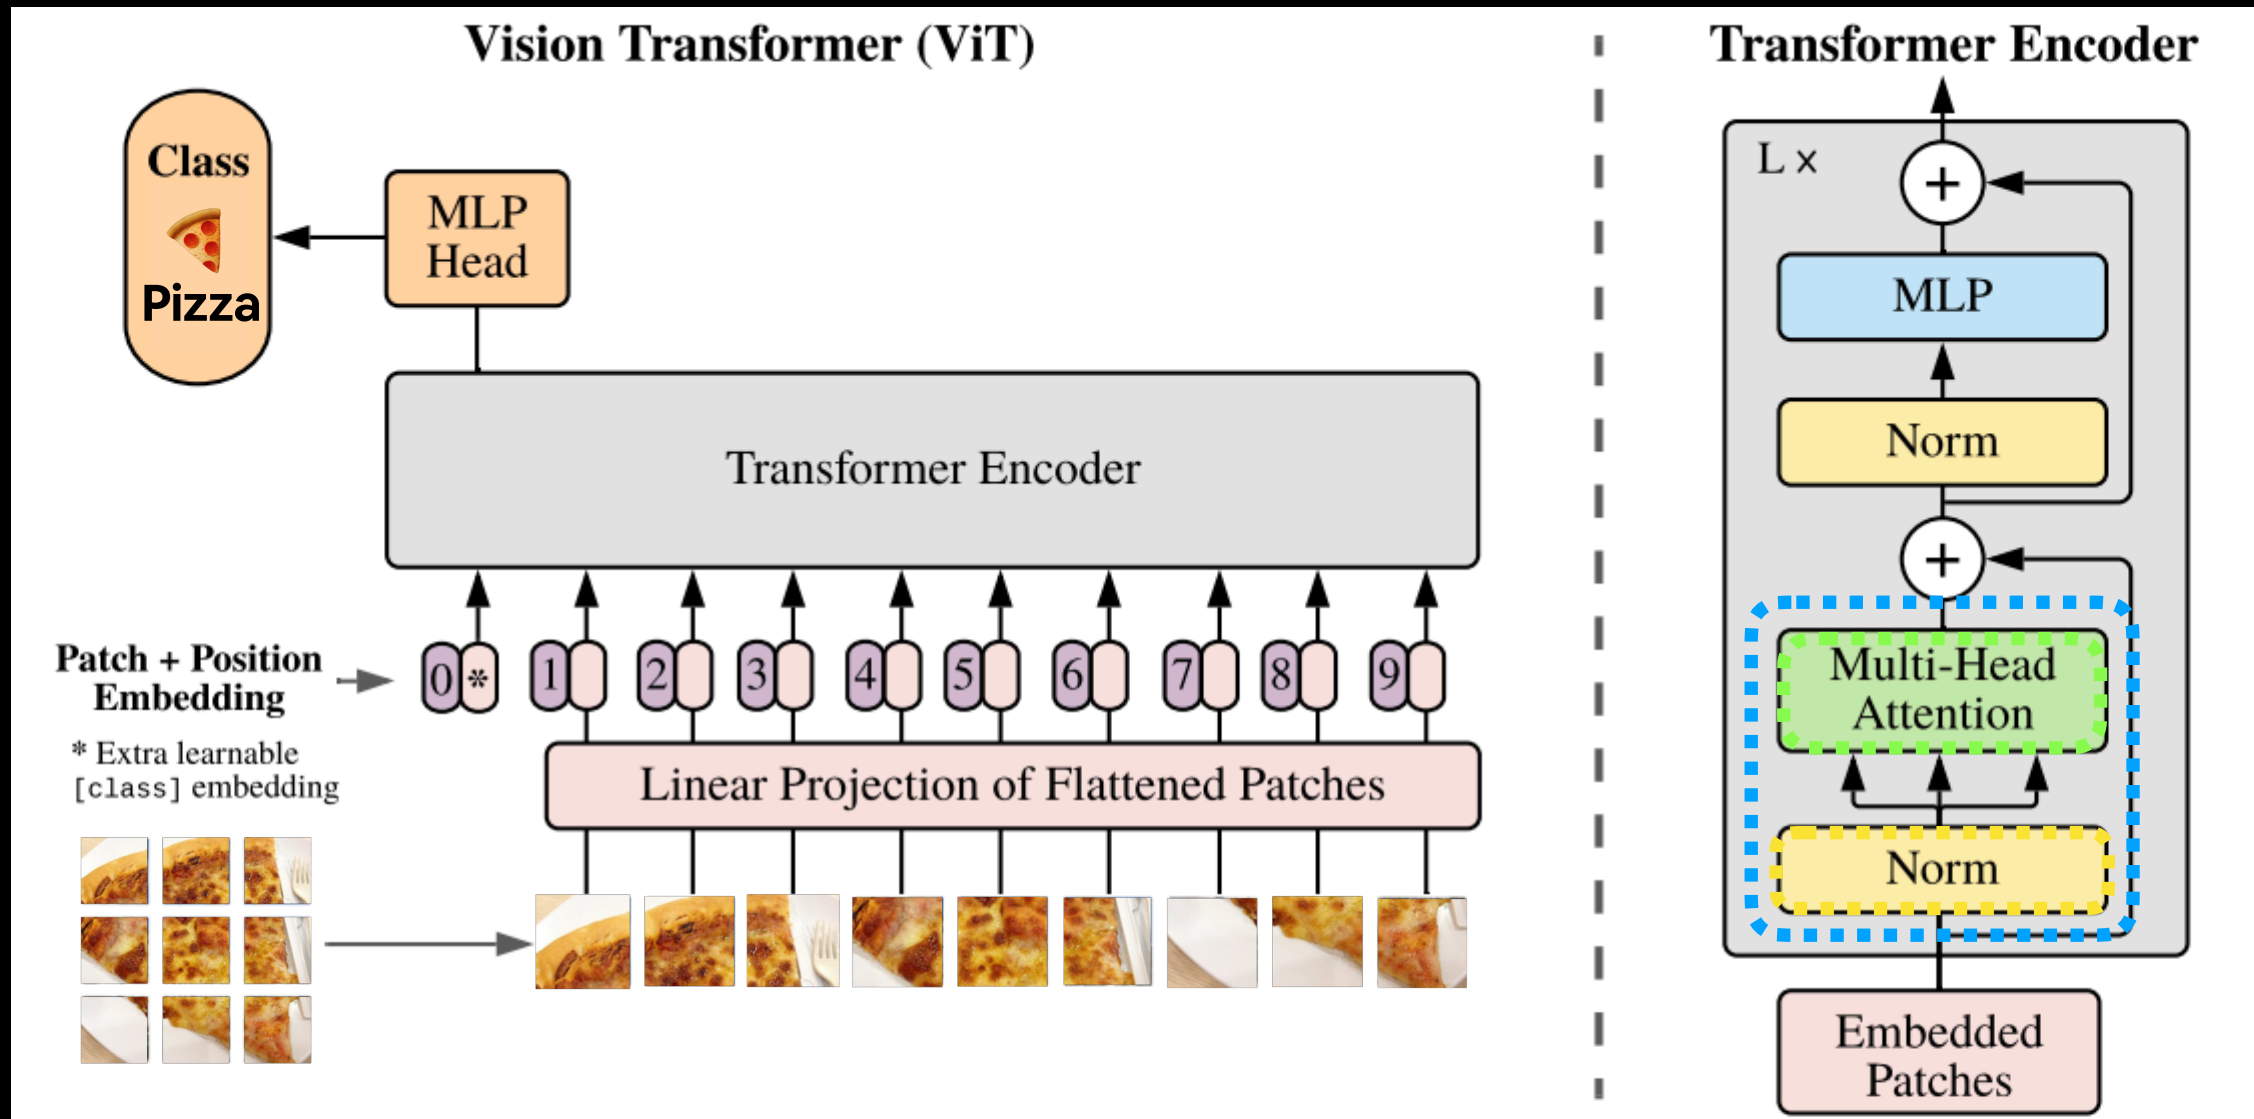 Vision Transformer (ViT)
Class
Pizza
MLP
Head
Transformer Encoder
Patch + Position
Embedding
0 * 1 2 3 4 5 6 7 8 9
* Extra learnable
[class] embedding
Linear Projection of Flattened Patches
Transformer Encoder
L x
+
MLP
Norm
+
Multi-Head
Attention
Norm
Embedded
Patches